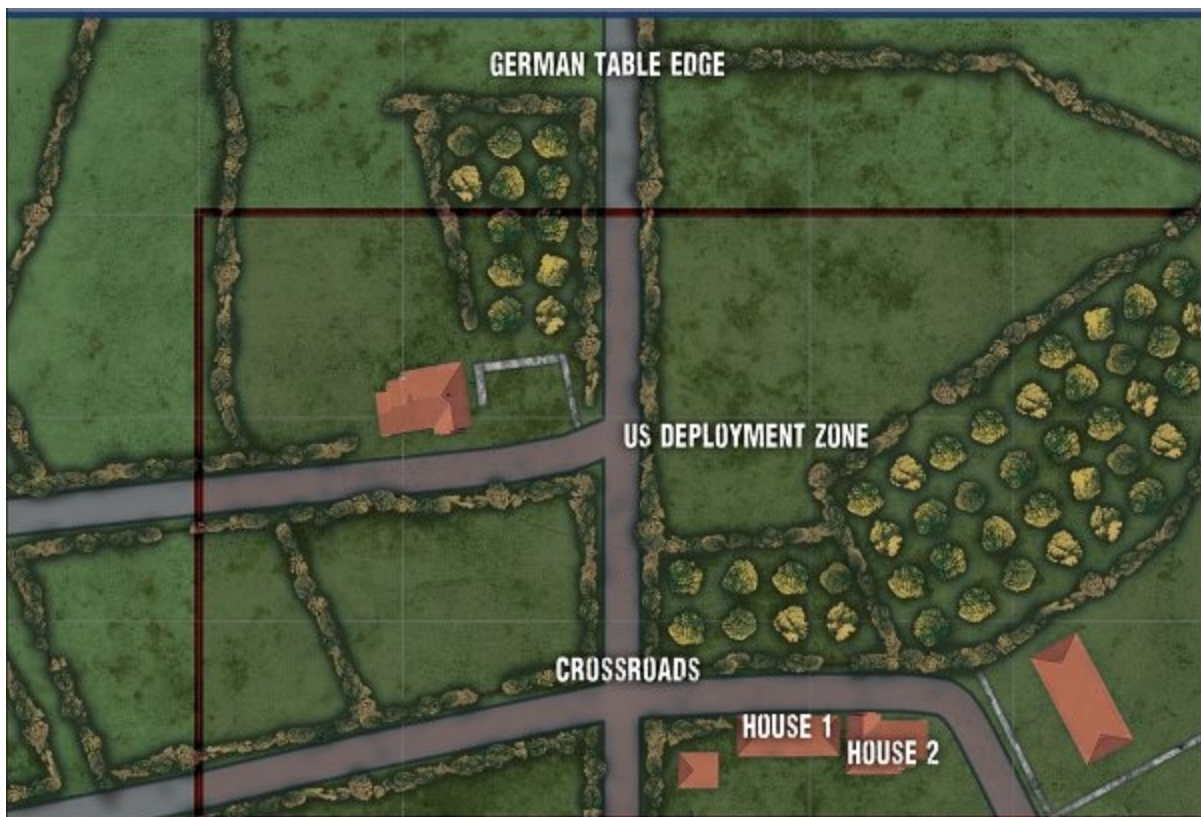 GERMAN TABLE EDGE
US DEPLOYMENT ZONE
CROSSROADS
HOUSE 1
HOUSE 2